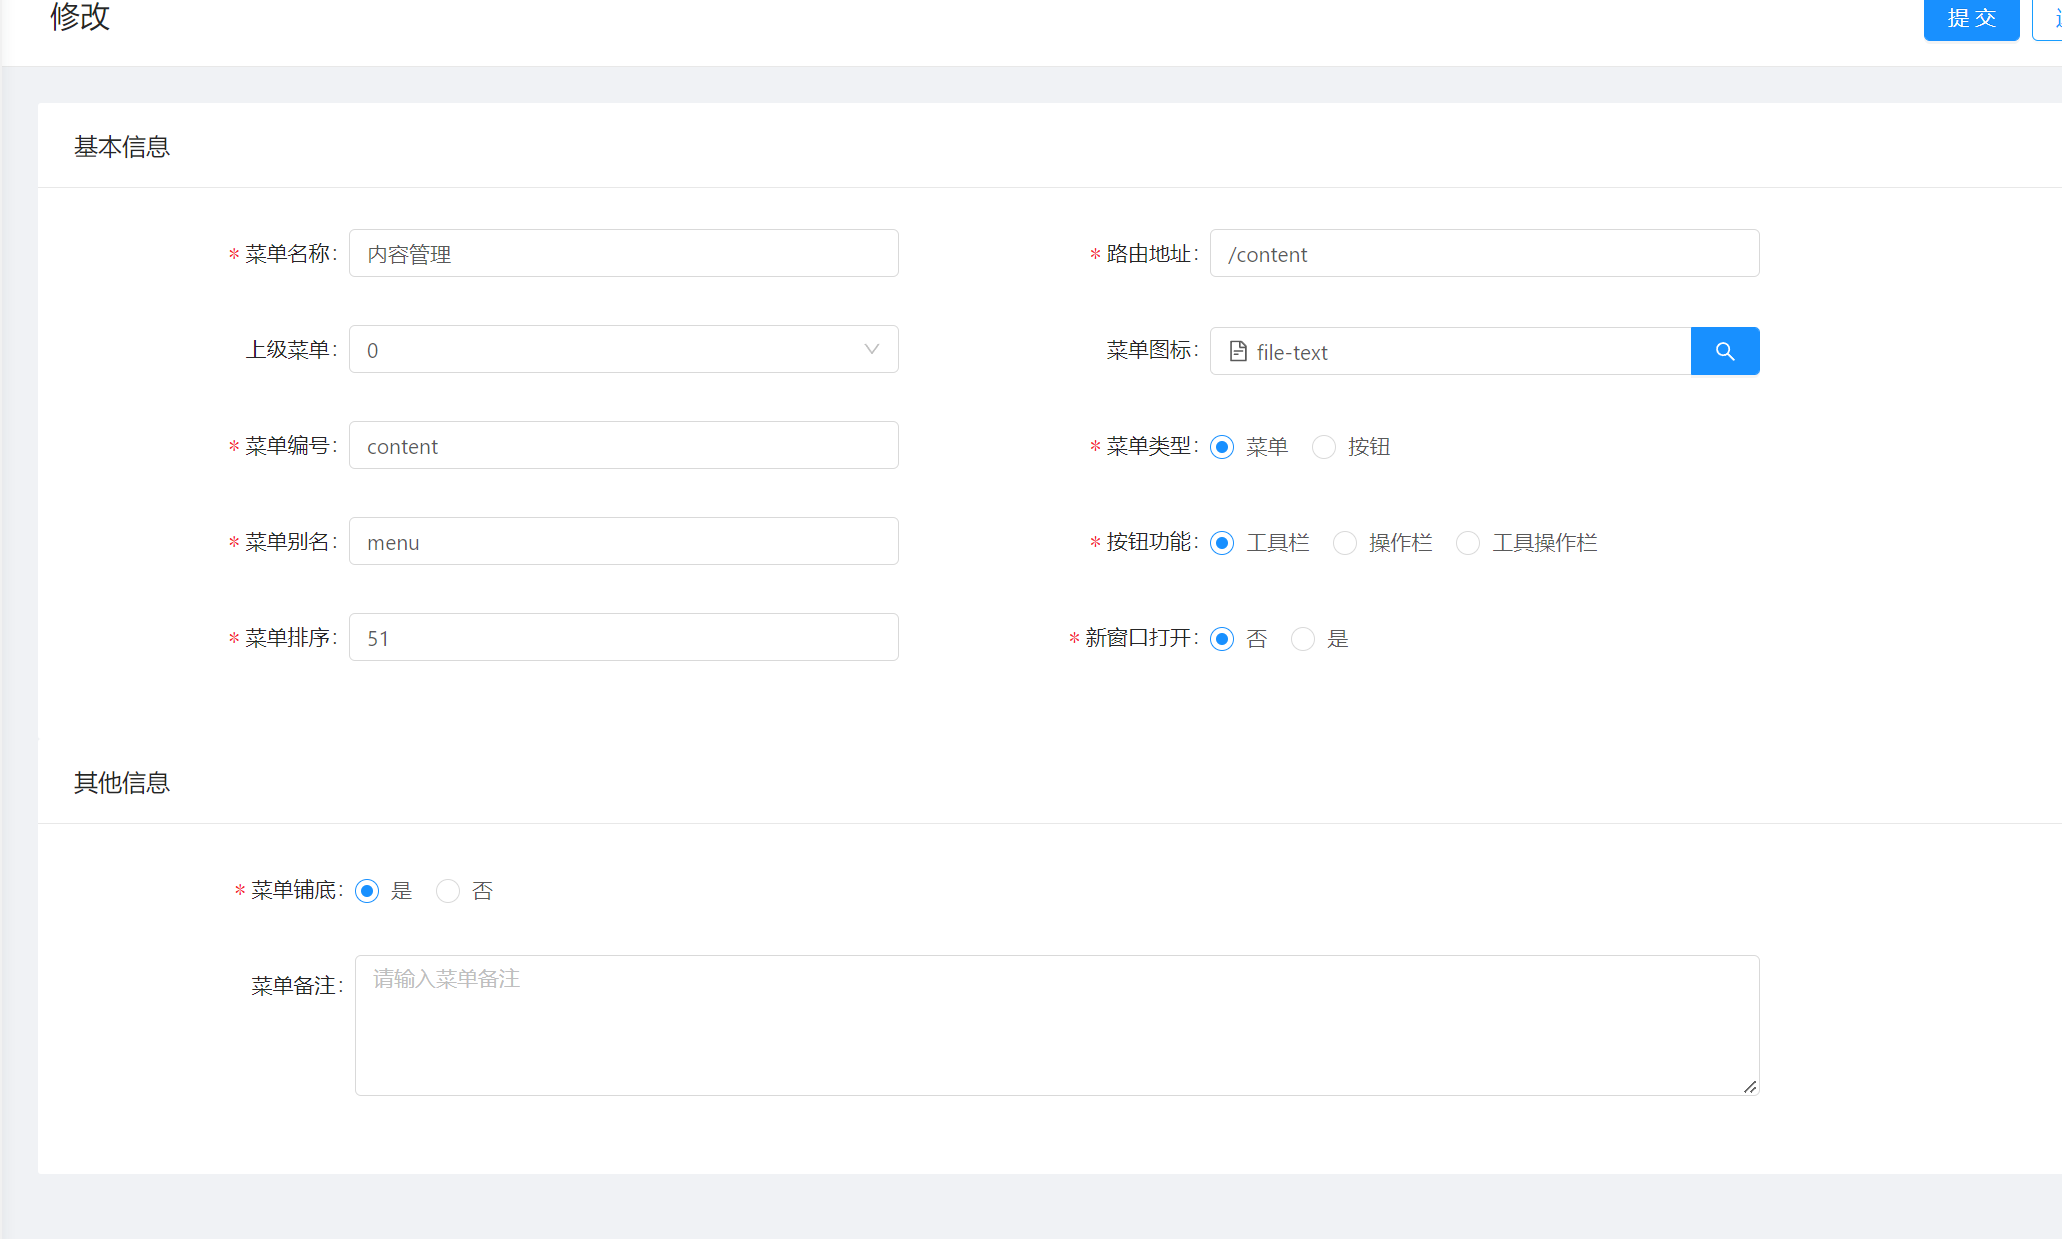 修改
提 交
基本信息
* 菜单名称: 内容管理
* 路由地址: /content
上级菜单: 0
菜单图标: file-text
* 菜单编号: content
* 菜单类型: 菜单 按钮
* 菜单别名: menu
* 按钮功能: 工具栏 操作栏 工具操作栏
* 菜单排序: 51
* 新窗口打开: 否 是
其他信息
* 菜单铺底: 是 否
菜单备注: 请输入菜单备注